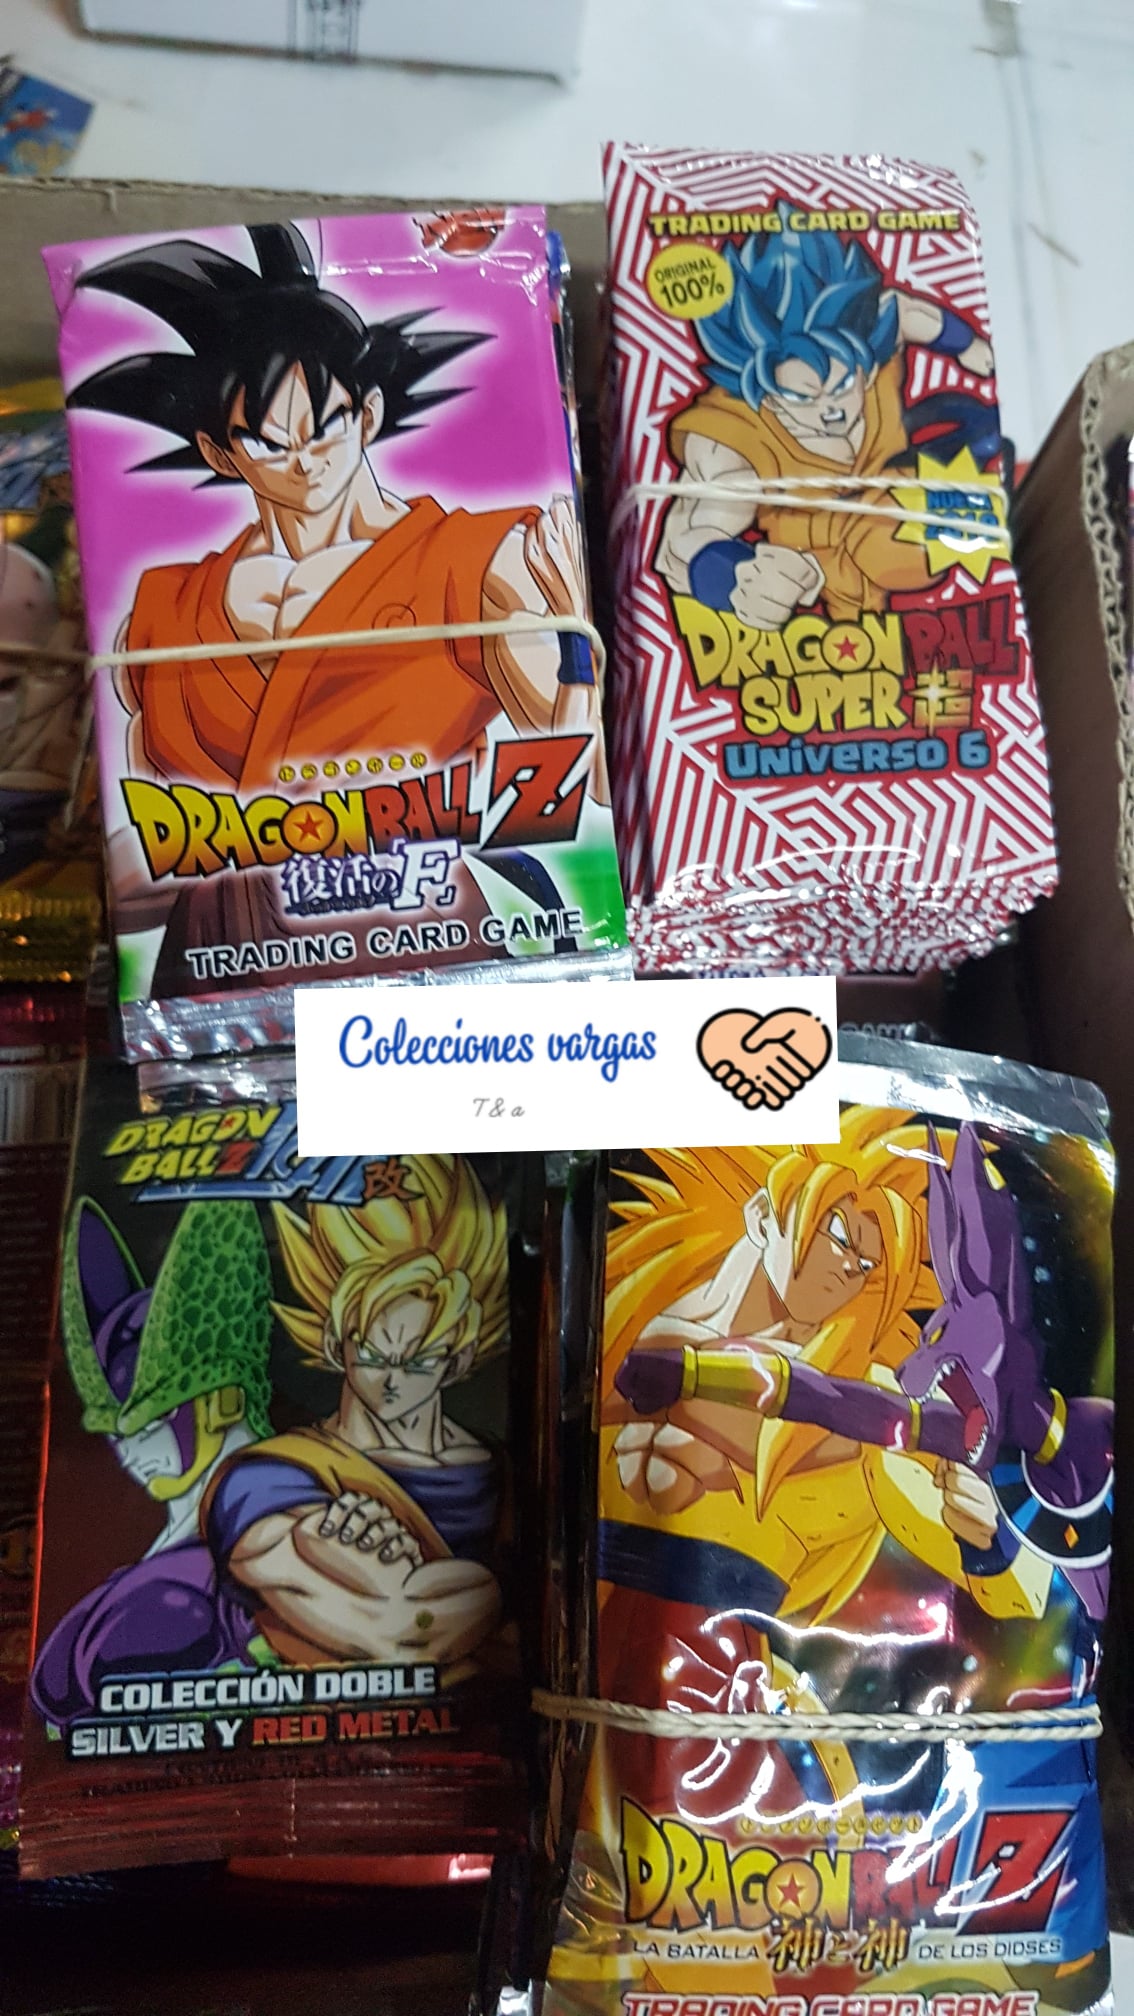 DRAGON BALL Z
復活の「F」
TRADING CARD GAME
TRADING CARD GAME
ORIGINAL
100%
DRAGON BALL
SUPER 超
Universo 6
Colecciones vargas
T & a
DRAGON
BALL Z KAI 改
COLECCIÓN DOBLE
SILVER Y RED METAL
DRAGON BALL Z
LA BATALLA 神と神 DE LOS DIOSES
TRADING CARD GAME